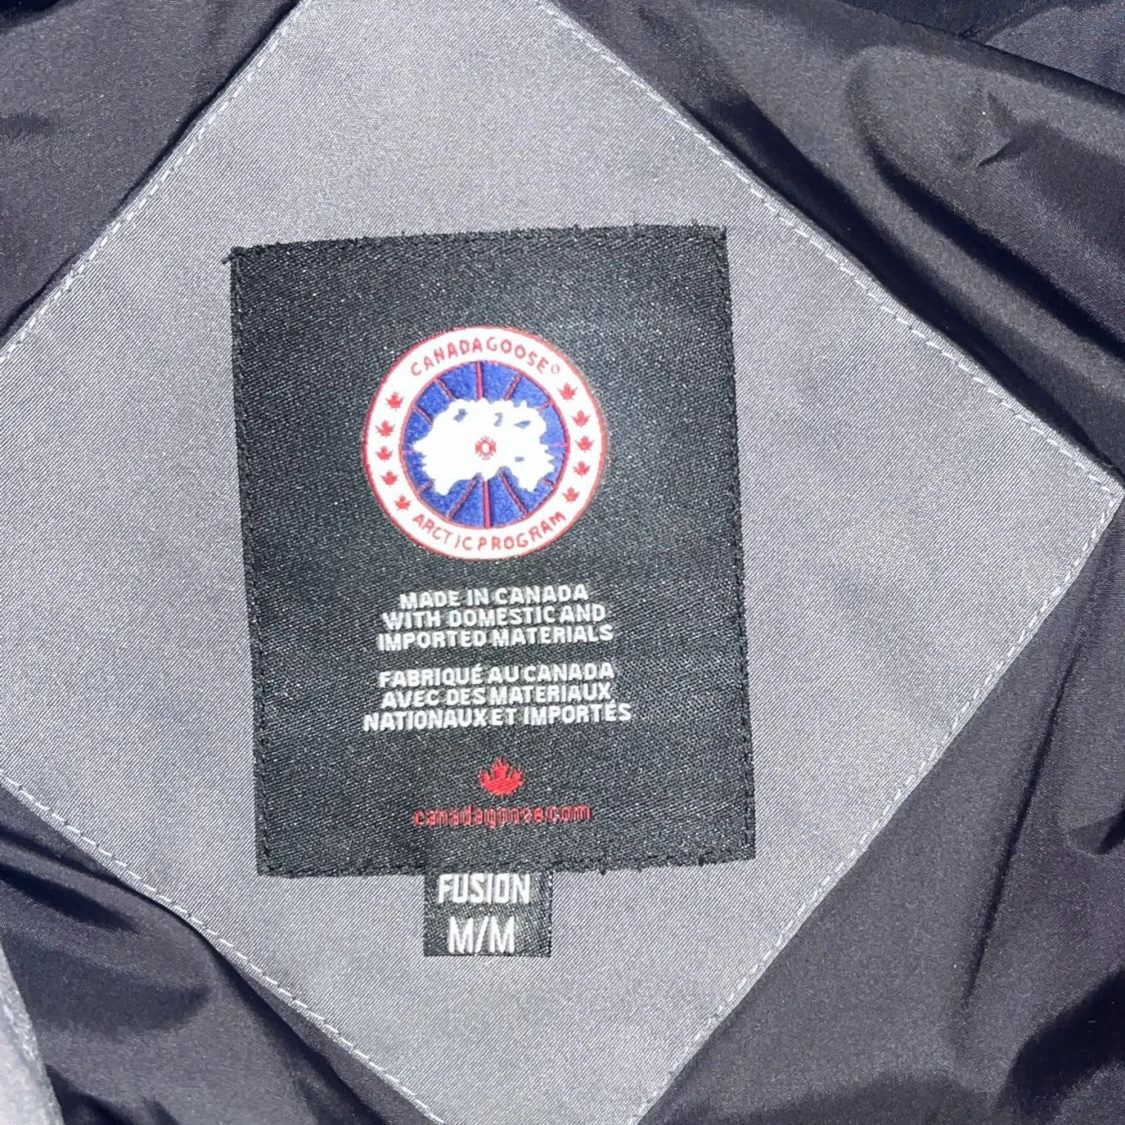 CANADA GOOSE®
ARCTIC PROGRAM
MADE IN CANADA
WITH DOMESTIC AND
IMPORTED MATERIALS
FABRIQUÉ AU CANADA
AVEC DES MATERIAUX
NATIONAUX ET IMPORTÉS
canadagoose.com
FUSION
M/M